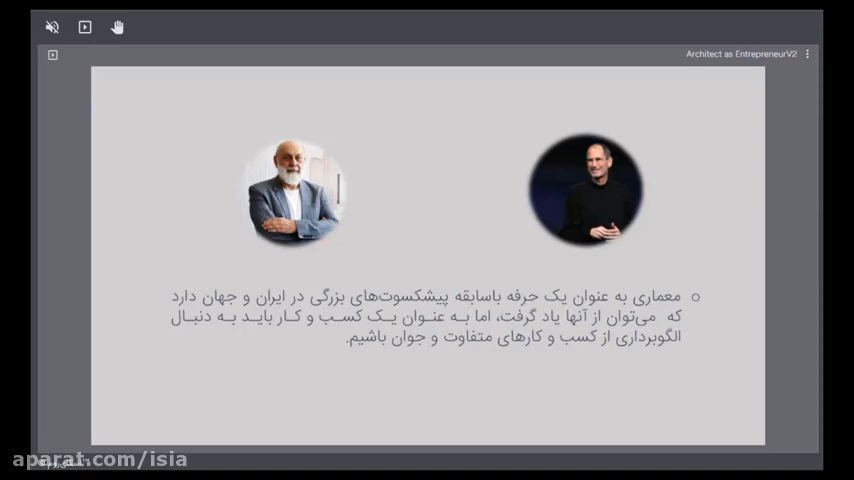 Architect as EntrepreneurV2
معماری به عنوان یک حرفه باسابقه پیشکسوت‌های بزرگی در ایران و جهان دارد
که می‌توان از آنها یاد گرفت، اما به عنوان یک کسب و کار باید به دنبال
الگوبرداری از کسب و کارهای متفاوت و جوان باشیم.
aparat.com/isia